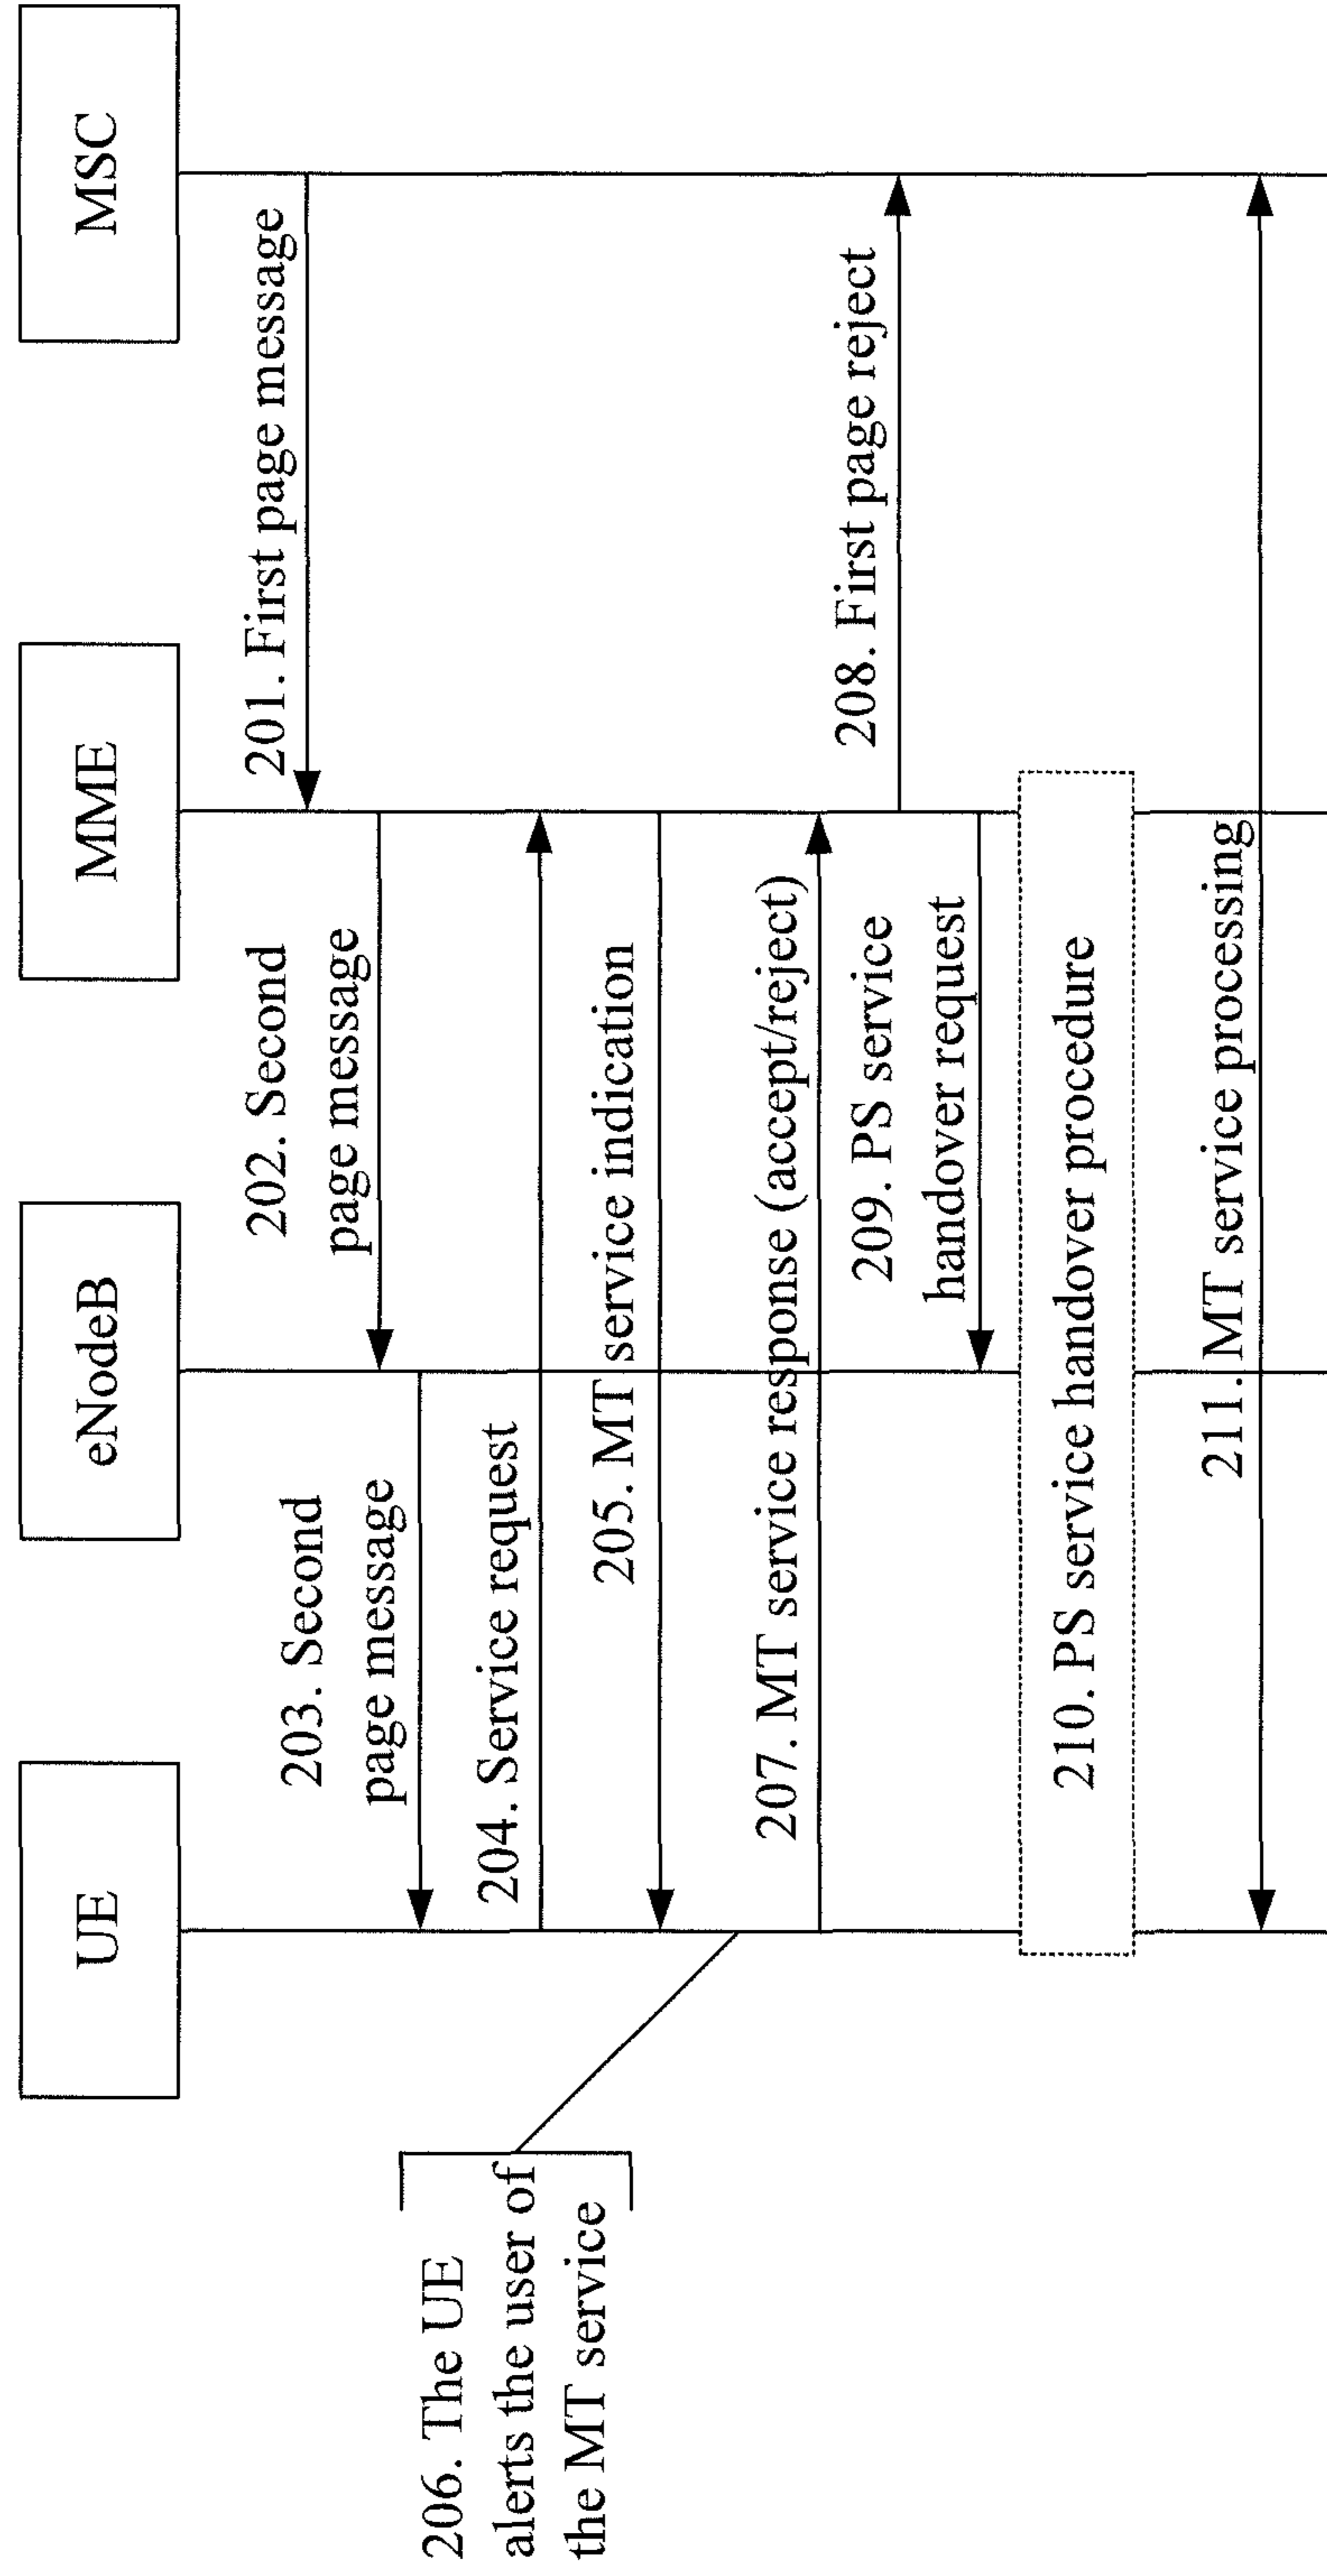 UE
eNodeB
MME
MSC
201. First page message
202. Second
page message
203. Second
page message
204. Service request
205. MT service indication
206. The UE
alerts the user of
the MT service
207. MT service response (accept/reject)
208. First page reject
209. PS service
handover request
210. PS service handover procedure
211. MT service processing